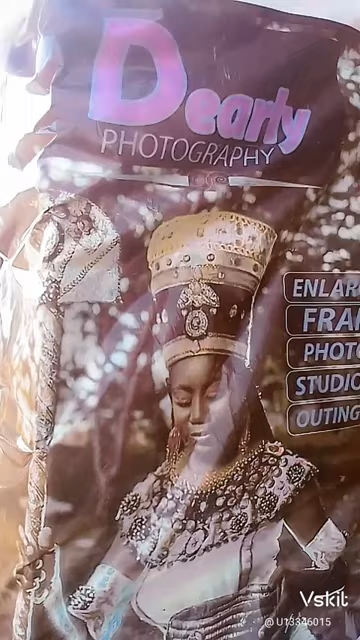 Dearly
PHOTOGRAPHY
ENLAR
FRA
PHOTO
STUDIO
OUTING
Vskit
@U13346015